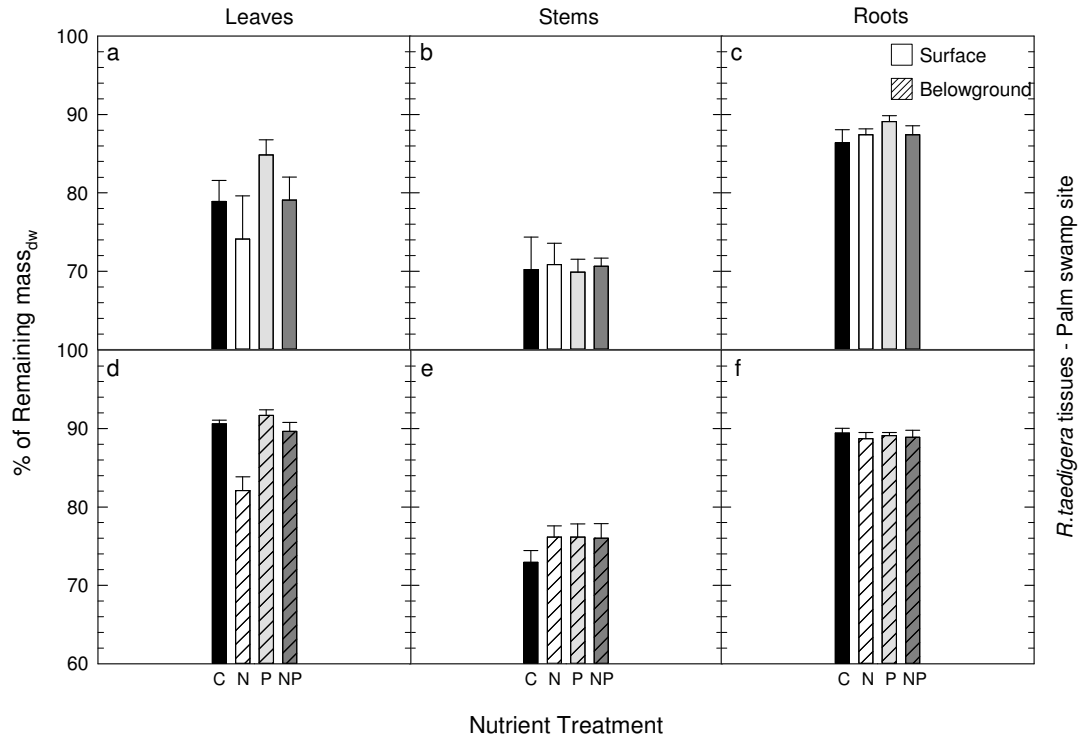 Leaves
Stems
Roots
100
90
80
70
100
90
80
70
60
% of Remaining mass_dw
a
b
c
Surface
Belowground
d
e
f
C N P NP
C N P NP
C N P NP
Nutrient Treatment
R.taedigera tissues - Palm swamp site